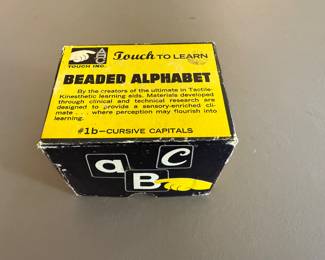 Touch TO LEARN
TOUCH INC.
BEADED ALPHABET
By the creators of the ultimate in Tactile-
Kinesthetic learning aids. Materials developed
through clinical and technical research are
designed to provide a sensory-enriched cli-
mate . . . where perception may flourish into
learning.
#1b—CURSIVE CAPITALS
a C
B